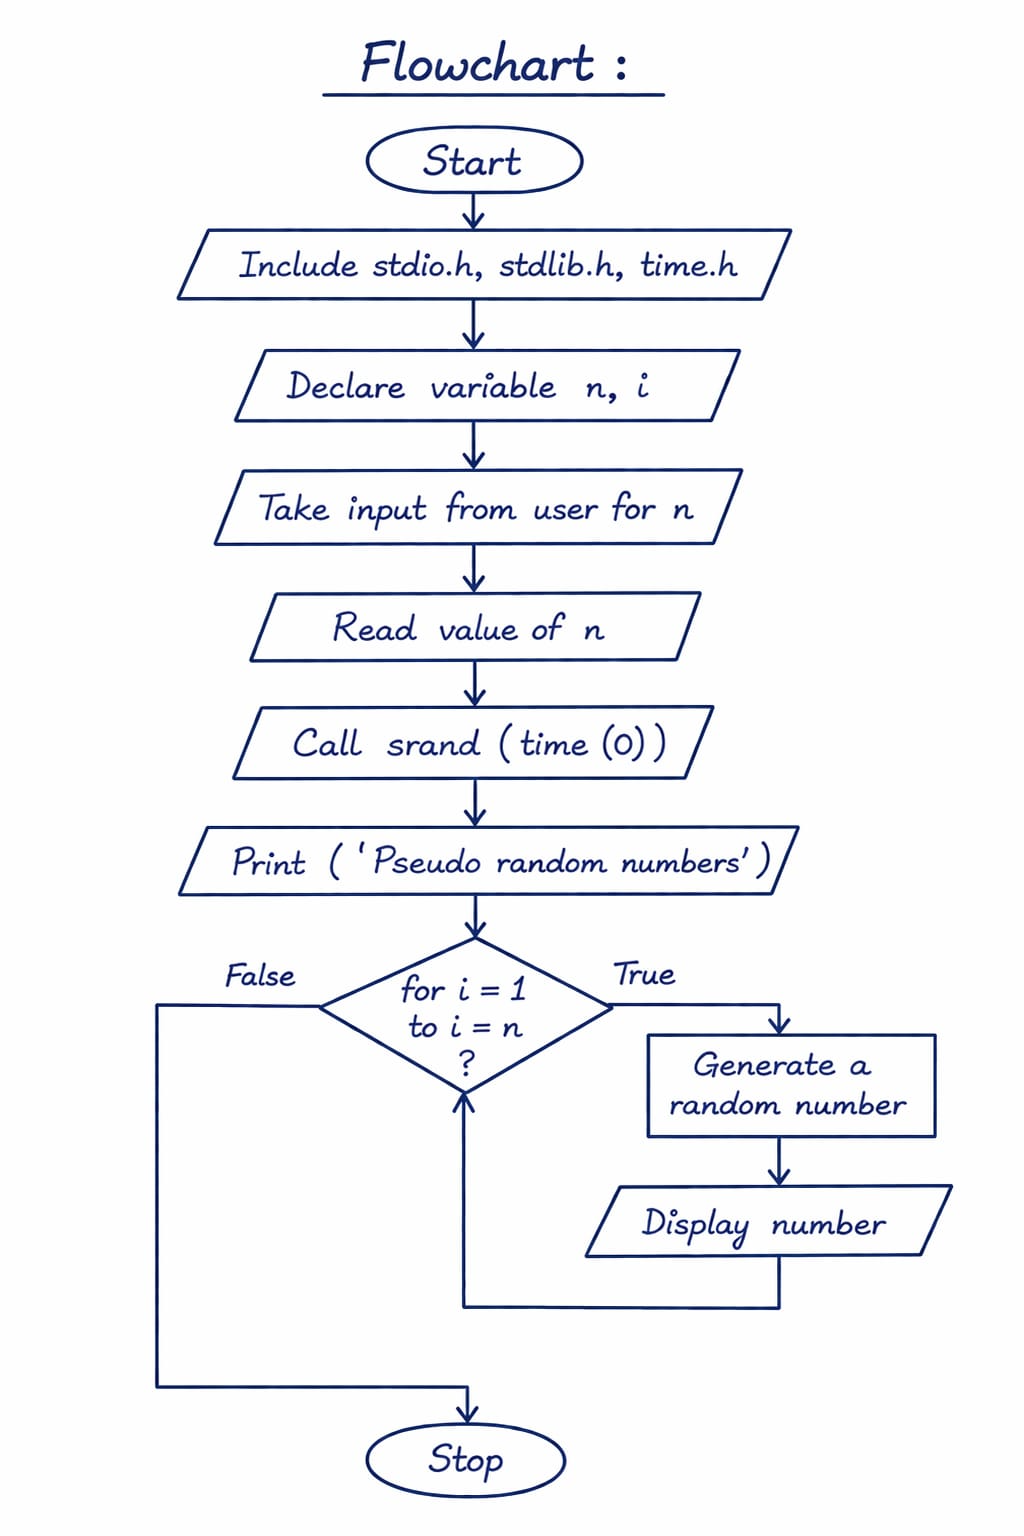 Flowchart :
Start
Include stdio.h, stdlib.h, time.h
Declare variable n, i
Take input from user for n
Read value of n
Call srand (time (0))
Print ('Pseudo random numbers')
False
True
for i = 1
to i = n
?
Generate a
random number
Display number
Stop